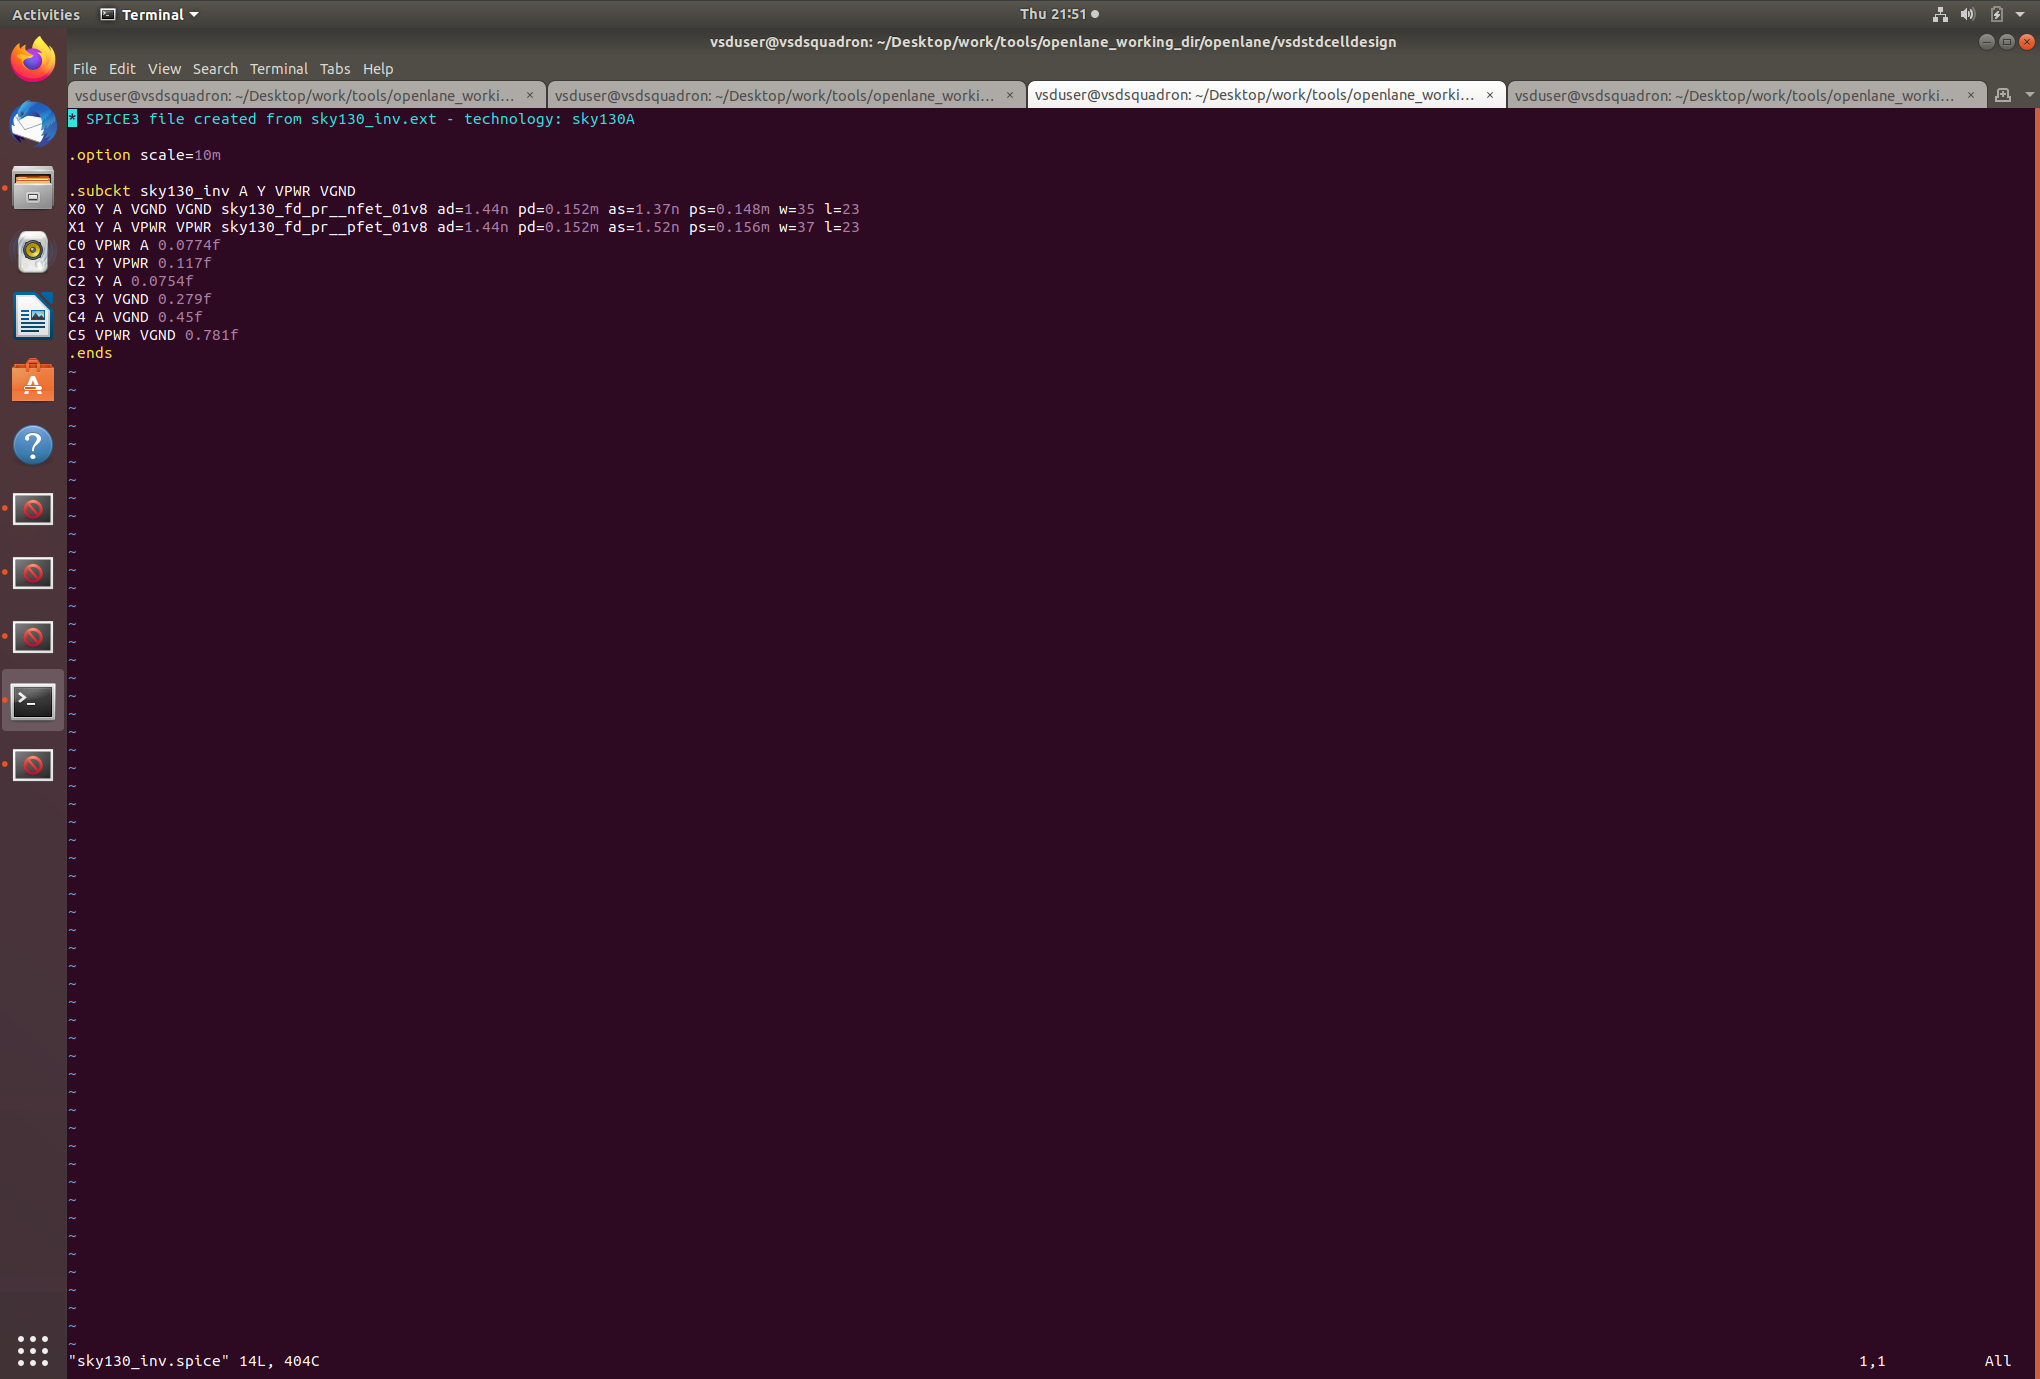 Activities Terminal Thu 21:51
vsduser@vsdsquadron: ~/Desktop/work/tools/openlane_working_dir/openlane/vsdstdcelldesign
File Edit View Search Terminal Tabs Help
vsduser@vsdsquadron: ~/Desktop/work/tools/openlane_worki... × vsduser@vsdsquadron: ~/Desktop/work/tools/openlane_worki... × vsduser@vsdsquadron: ~/Desktop/work/tools/openlane_worki... × vsduser@vsdsquadron: ~/Desktop/work/tools/openlane_worki... ×
* SPICE3 file created from sky130_inv.ext - technology: sky130A
.option scale=10m
.subckt sky130_inv A Y VPWR VGND
X0 Y A VGND VGND sky130_fd_pr__nfet_01v8 ad=1.44n pd=0.152m as=1.37n ps=0.148m w=35 l=23
X1 Y A VPWR VPWR sky130_fd_pr__pfet_01v8 ad=1.44n pd=0.152m as=1.52n ps=0.156m w=37 l=23
C0 VPWR A 0.0774f
C1 Y VPWR 0.117f
C2 Y A 0.0754f
C3 Y VGND 0.279f
C4 A VGND 0.45f
C5 VPWR VGND 0.781f
.ends
"sky130_inv.spice" 14L, 404C 1,1 All